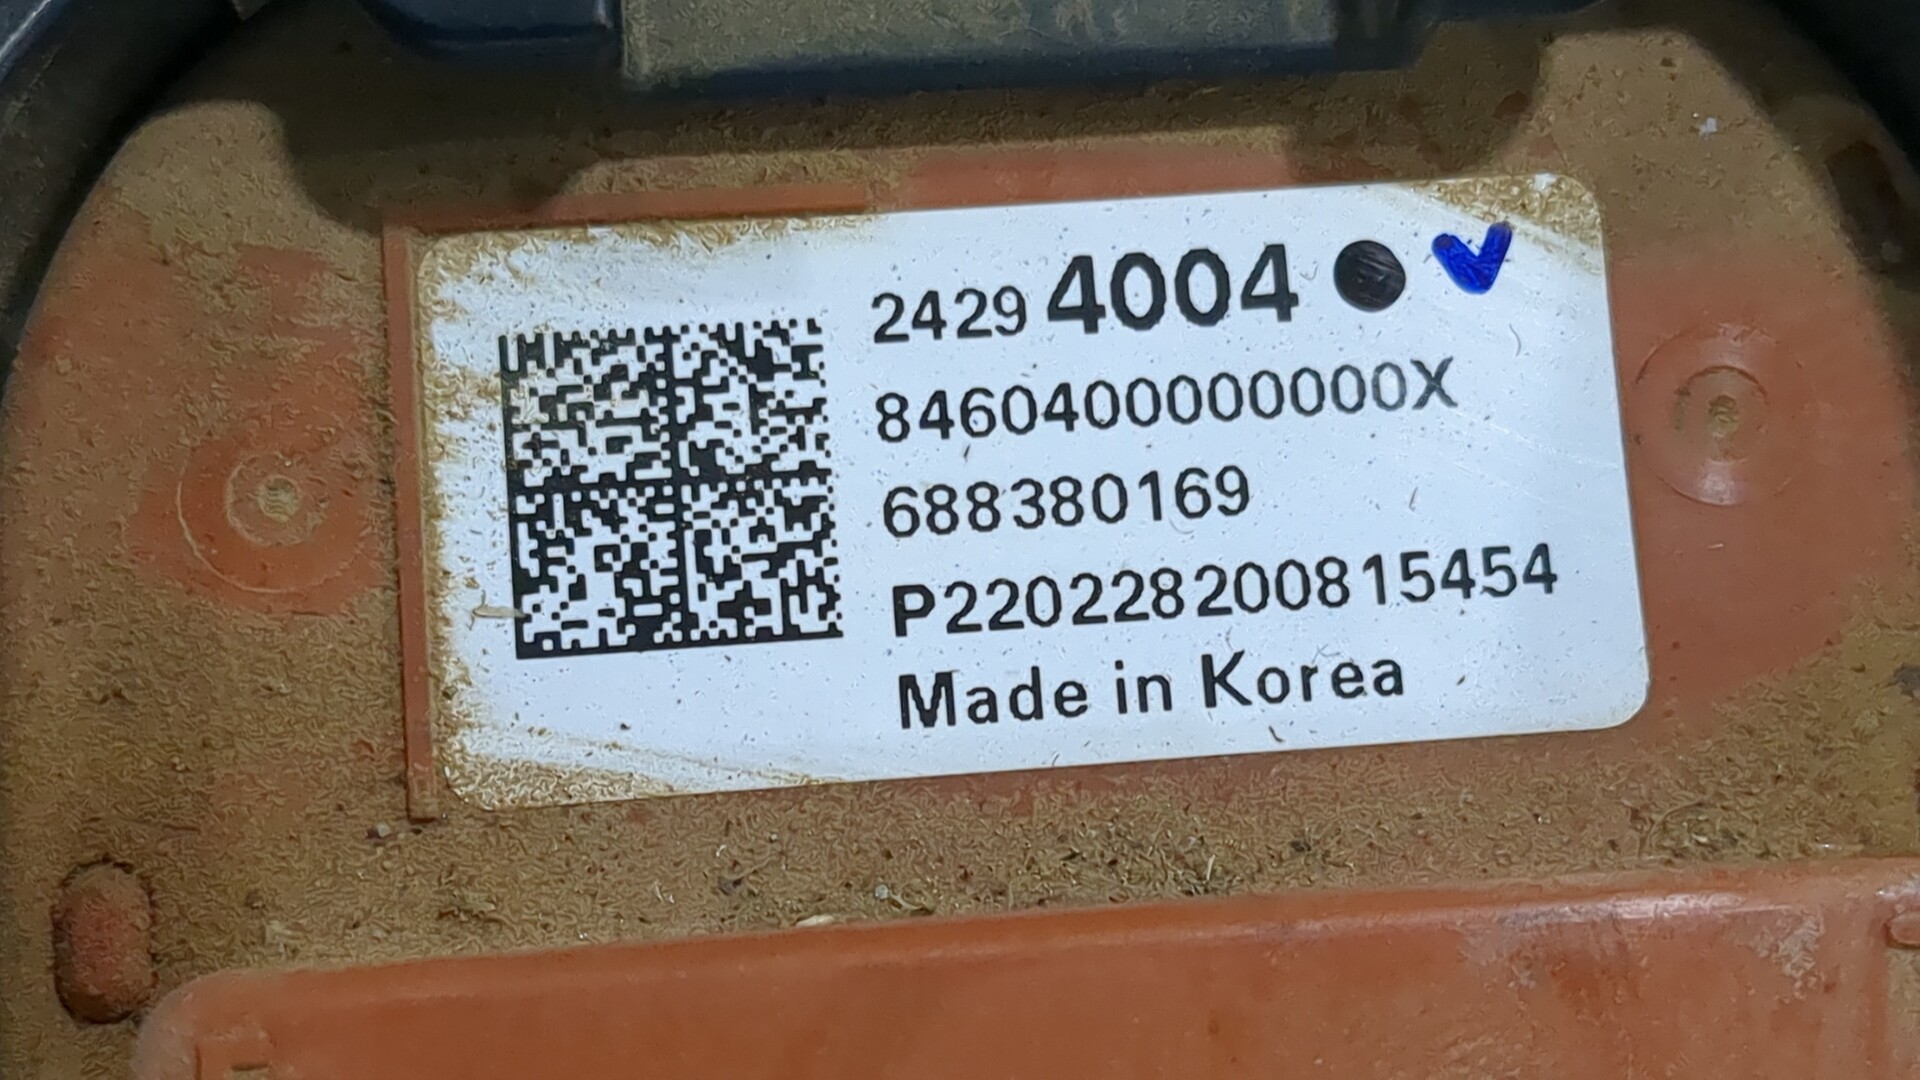 2429 4004
8460400000000X
688380169
P220228200815454
Made in Korea